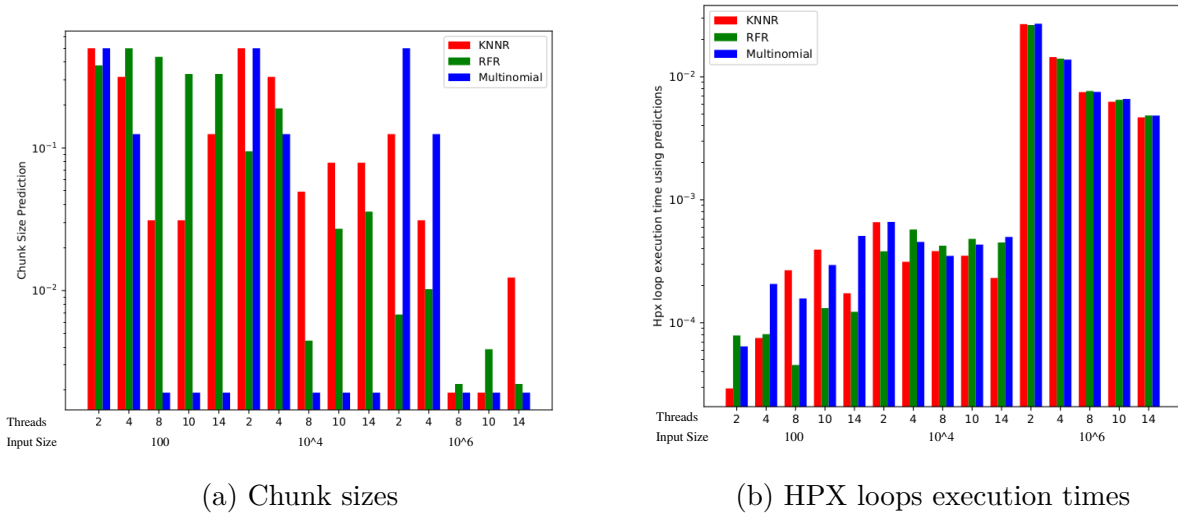 KNNR
RFR
Multinomial
Chunk Size Prediction
10^-1
10^-2
Threads 2 4 8 10 14 2 4 8 10 14 2 4 8 10 14
Input Size 100 10^4 10^6
(a) Chunk sizes
KNNR
RFR
Multinomial
Hpx loop execution time using predictions
10^-2
10^-3
10^-4
Threads 2 4 8 10 14 2 4 8 10 14 2 4 8 10 14
Input Size 100 10^4 10^6
(b) HPX loops execution times